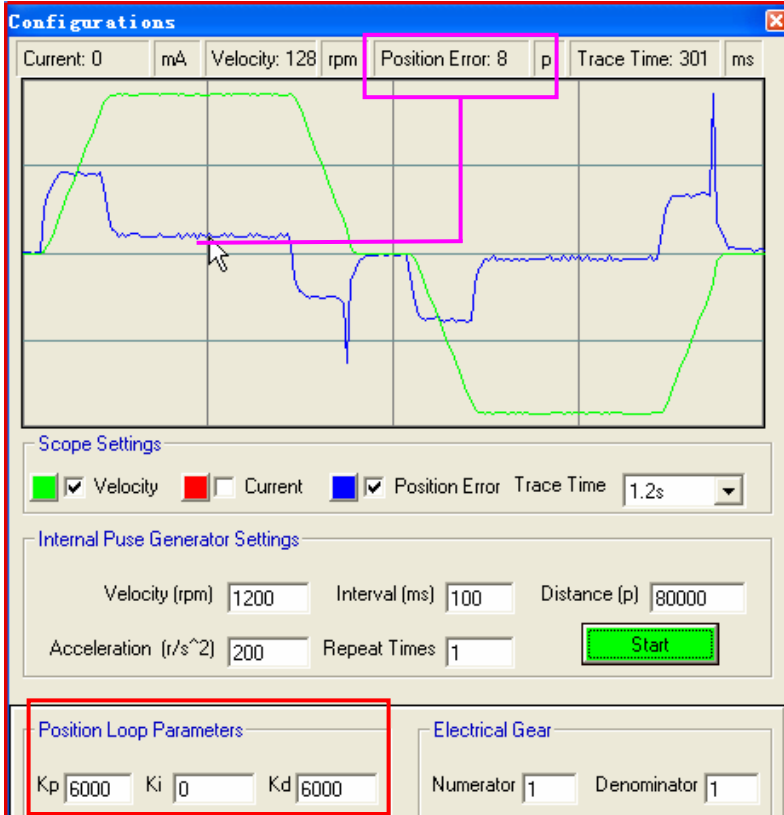 Configurations
Current: 0 mA Velocity: 128 rpm Position Error: 8 p Trace Time: 301 ms
Scope Settings
Velocity Current Position Error Trace Time 1.2s
Internal Puse Generator Settings
Velocity (rpm) 1200 Interval (ms) 100 Distance (p) 80000
Acceleration (r/s^2) 200 Repeat Times 1 Start
Position Loop Parameters Electrical Gear
Kp 6000 Ki 0 Kd 6000 Numerator 1 Denominator 1